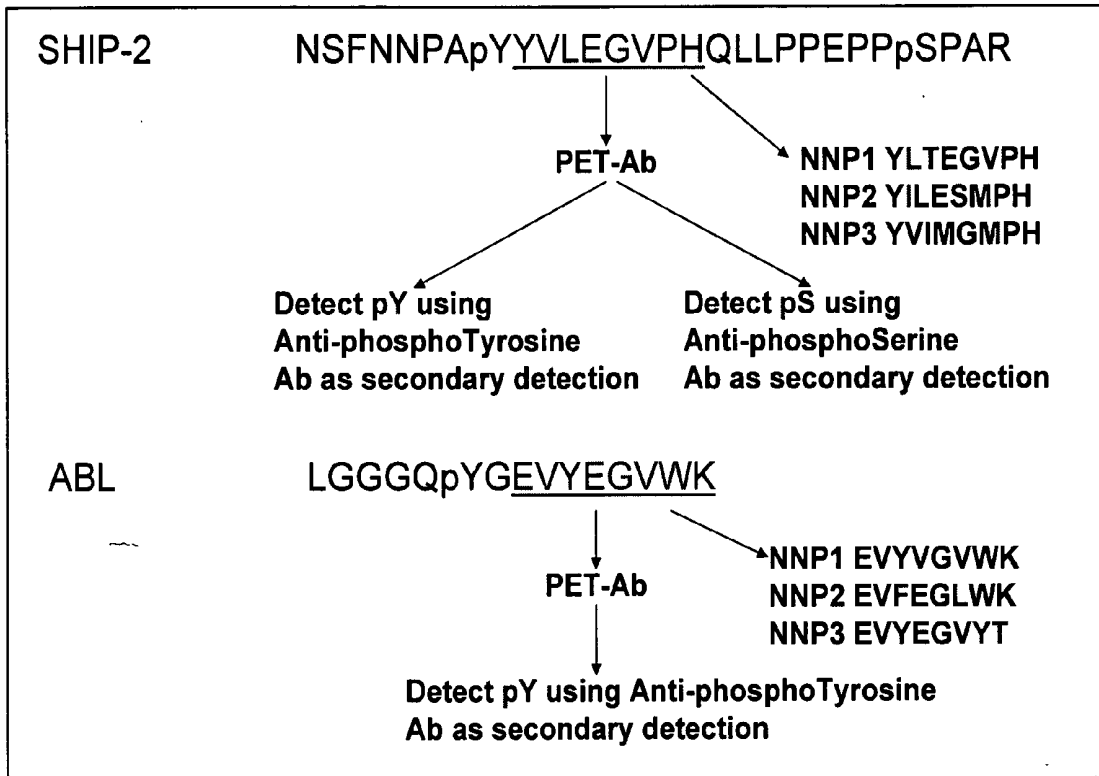 SHIP-2 NSFNNPApYYVLEGVPHQLLPPEPPpSPAR
PET-Ab
NNP1 YLTEGVPH
NNP2 YILESMPH
NNP3 YVIMGMPH
Detect pY using
Anti-phosphoTyrosine
Ab as secondary detection
Detect pS using
Anti-phosphoSerine
Ab as secondary detection
ABL LGGGQpYGEVYEGVWK
PET-Ab
NNP1 EVYVGVWK
NNP2 EVFEGLWK
NNP3 EVYEGVYT
Detect pY using Anti-phosphoTyrosine
Ab as secondary detection